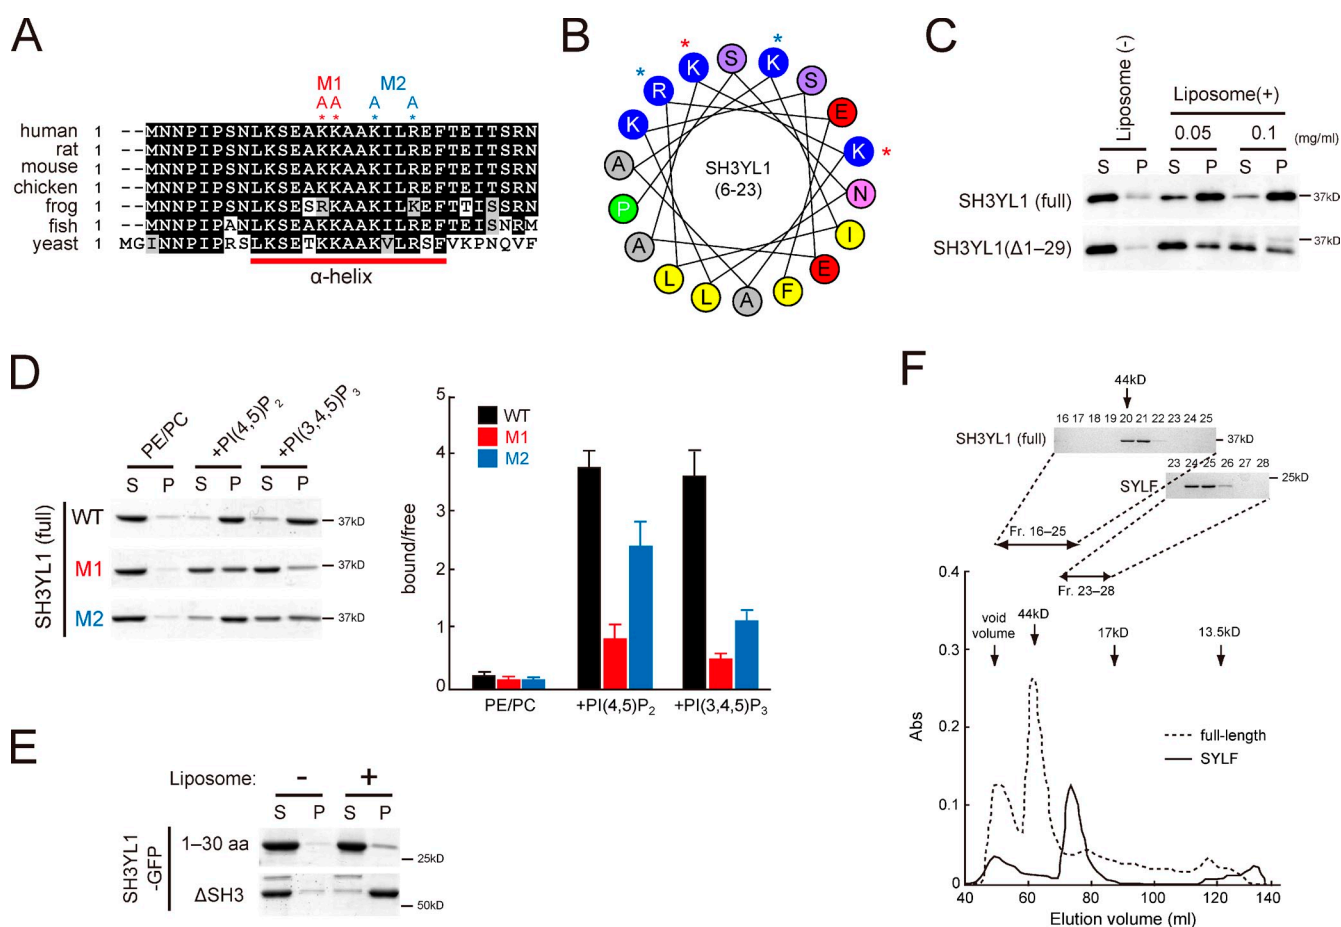 A
M1 M2
A A A A
* * * *
human 1 --MNNPIPSNLKSEAKKAAKILREFTEITSRN
rat 1 --MNNPIPSNLKSEAKKAAKILREFTEITSRN
mouse 1 --MNNPIPSNLKSEAKKAAKILREFTEITSRN
chicken 1 --MNNPIPSNLKSEAKKAAKILREFTEITSRN
frog 1 --MNNPIPSNLKSESRKAAKILKEFTTISSRN
fish 1 --MNNPIPANLKSETKKAAKILREFTEISNRM
yeast 1 MGINNPIPRSLKSETKKAAKVLRSFVKPNQVF
α-helix
B
* * * *
S K S E K N I E F A L L A P A K R K
SH3YL1
(6-23)
C
Liposome (-)
Liposome(+)
0.05 0.1 (mg/ml)
S P S P S P
SH3YL1 (full)
37kD
SH3YL1(Δ1–29)
37kD
D
PE/PC +PI(4,5)P2 +PI(3,4,5)P3
S P S P S P
SH3YL1 (full)
WT
37kD
M1
37kD
M2
37kD
bound/free
5
4
3
2
1
0
WT
M1
M2
PE/PC +PI(4,5)P2 +PI(3,4,5)P3
E
Liposome: - +
S P S P
SH3YL1
-GFP
1–30 aa
25kD
ΔSH3
50kD
F
44kD
16 17 18 19 20 21 22 23 24 25
SH3YL1 (full)
37kD
23 24 25 26 27 28
SYLF
25kD
Fr. 16–25
Fr. 23–28
Abs
0.4
0.3
0.2
0.1
0
void
volume
44kD
17kD
13.5kD
full-length
SYLF
40 60 80 100 120 140
Elution volume (ml)